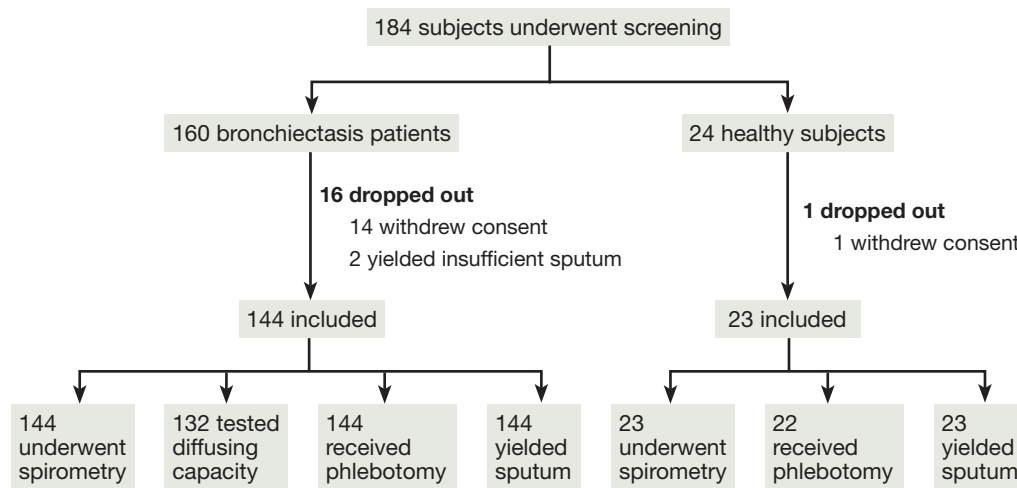 184 subjects underwent screening
160 bronchiectasis patients
24 healthy subjects
16 dropped out
14 withdrew consent
2 yielded insufficient sputum
1 dropped out
1 withdrew consent
144 included
23 included
144
underwent
spirometry
132 tested
diffusing
capacity
144
received
phlebotomy
144
yielded
sputum
23
underwent
spirometry
22
received
phlebotomy
23
yielded
sputum